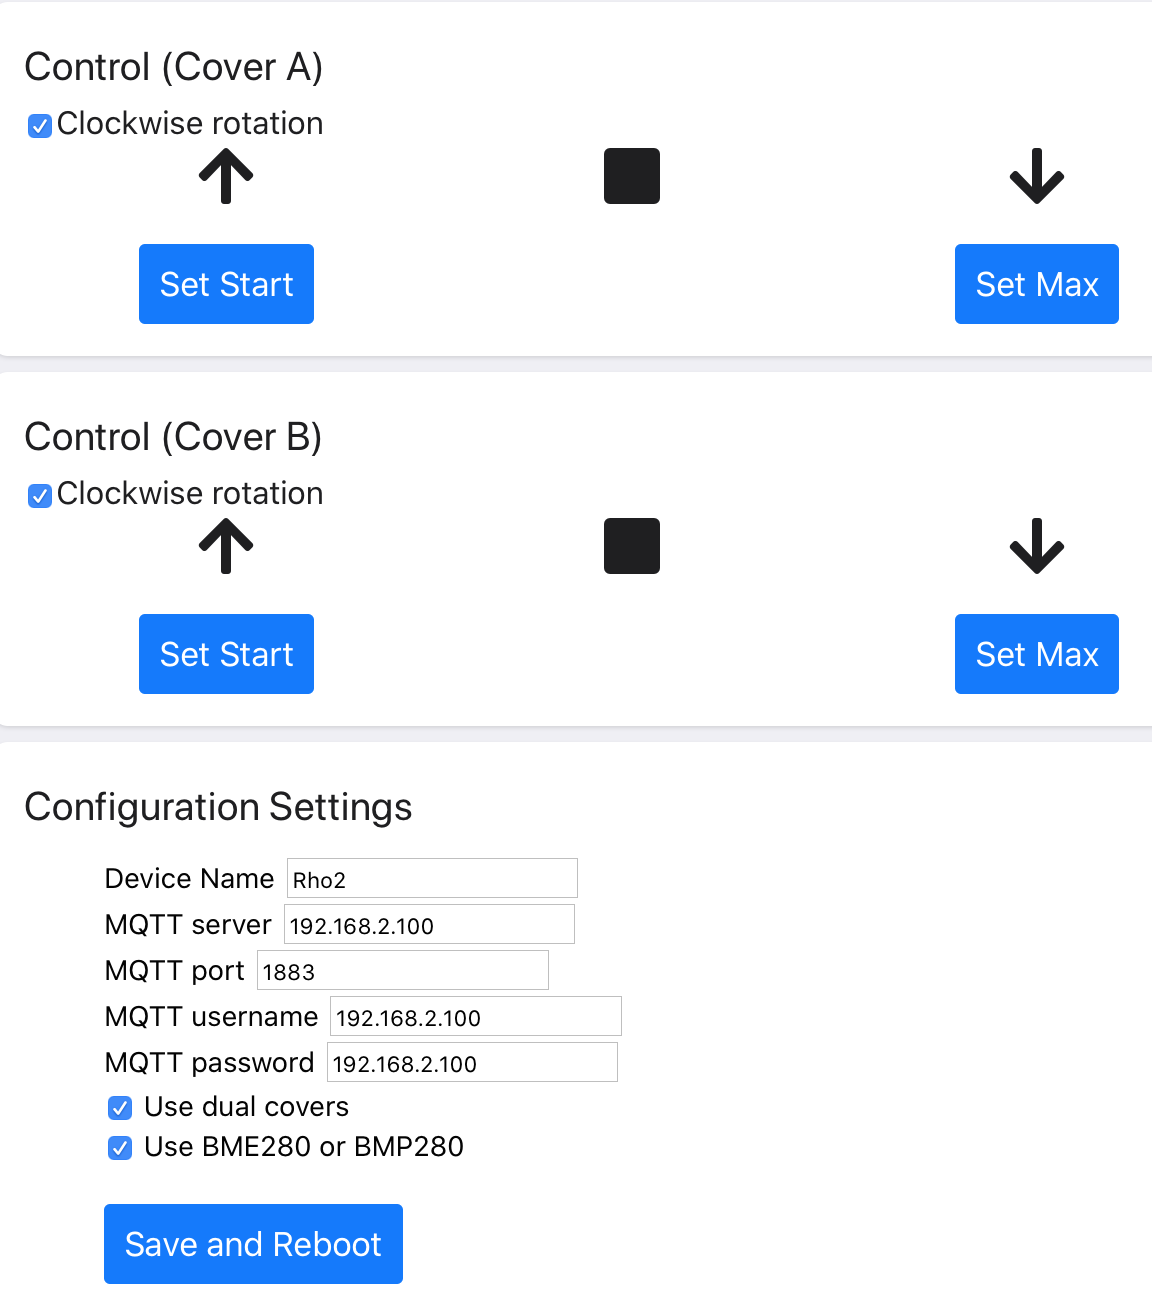 Control (Cover A)
Clockwise rotation
Set Start Set Max
Control (Cover B)
Clockwise rotation
Set Start Set Max
Configuration Settings
Device Name Rho2
MQTT server 192.168.2.100
MQTT port 1883
MQTT username 192.168.2.100
MQTT password 192.168.2.100
Use dual covers
Use BME280 or BMP280
Save and Reboot